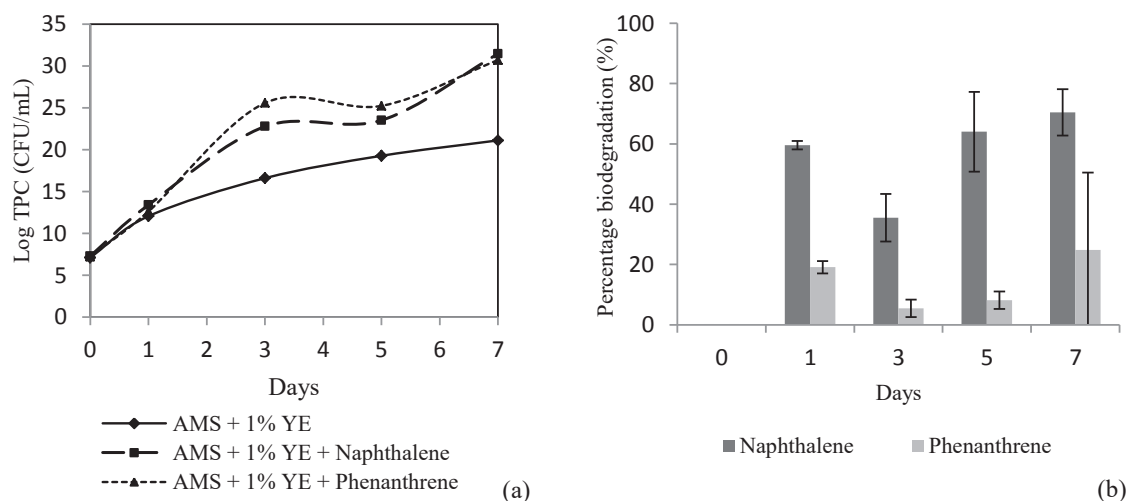 35
30
25
20
15
10
5
0
Log TPC (CFU/mL)
0 1 2 3 4 5 6 7
Days
AMS + 1% YE
AMS + 1% YE + Naphthalene
AMS + 1% YE + Phenanthrene
(a)
100
80
60
40
20
0
Percentage biodegradation (%)
0 1 3 5 7
Days
Naphthalene Phenanthrene
(b)